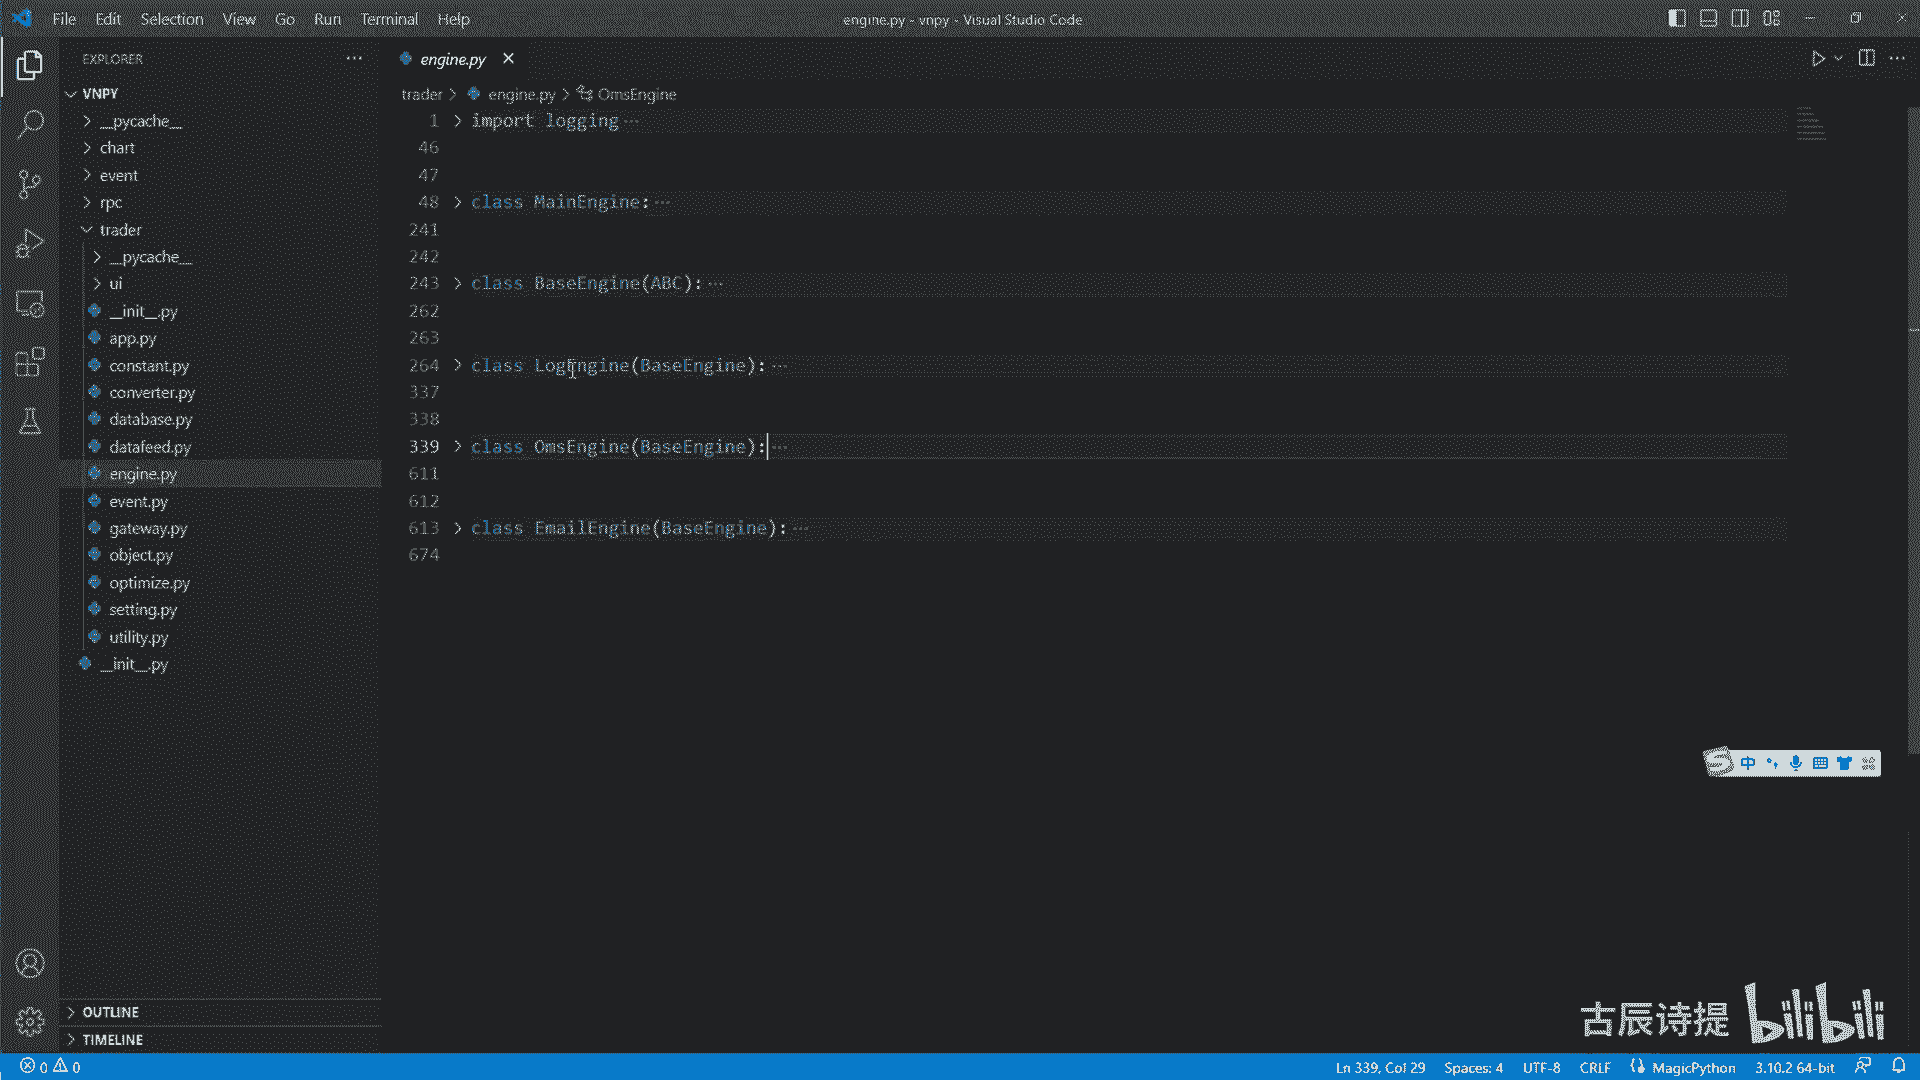 File Edit Selection View Go Run Terminal Help
engine.py - vnpy - Visual Studio Code
EXPLORER
VNPY
__pycache__
chart
event
rpc
trader
__pycache__
ui
__init__.py
app.py
constant.py
converter.py
database.py
datafeed.py
engine.py
event.py
gateway.py
object.py
optimize.py
setting.py
utility.py
__init__.py
OUTLINE
TIMELINE
engine.py
trader > engine.py > OmsEngine
1 import logging
46
47
48 class MainEngine:
241
242
243 class BaseEngine(ABC):
262
263
264 class LogEngine(BaseEngine):
337
338
339 class OmsEngine(BaseEngine):
611
612
613 class EmailEngine(BaseEngine):
674
中
古辰诗提 bilibili
0 0
Ln 339, Col 29 Spaces: 4 UTF-8 CRLF MagicPython 3.10.2 64-bit